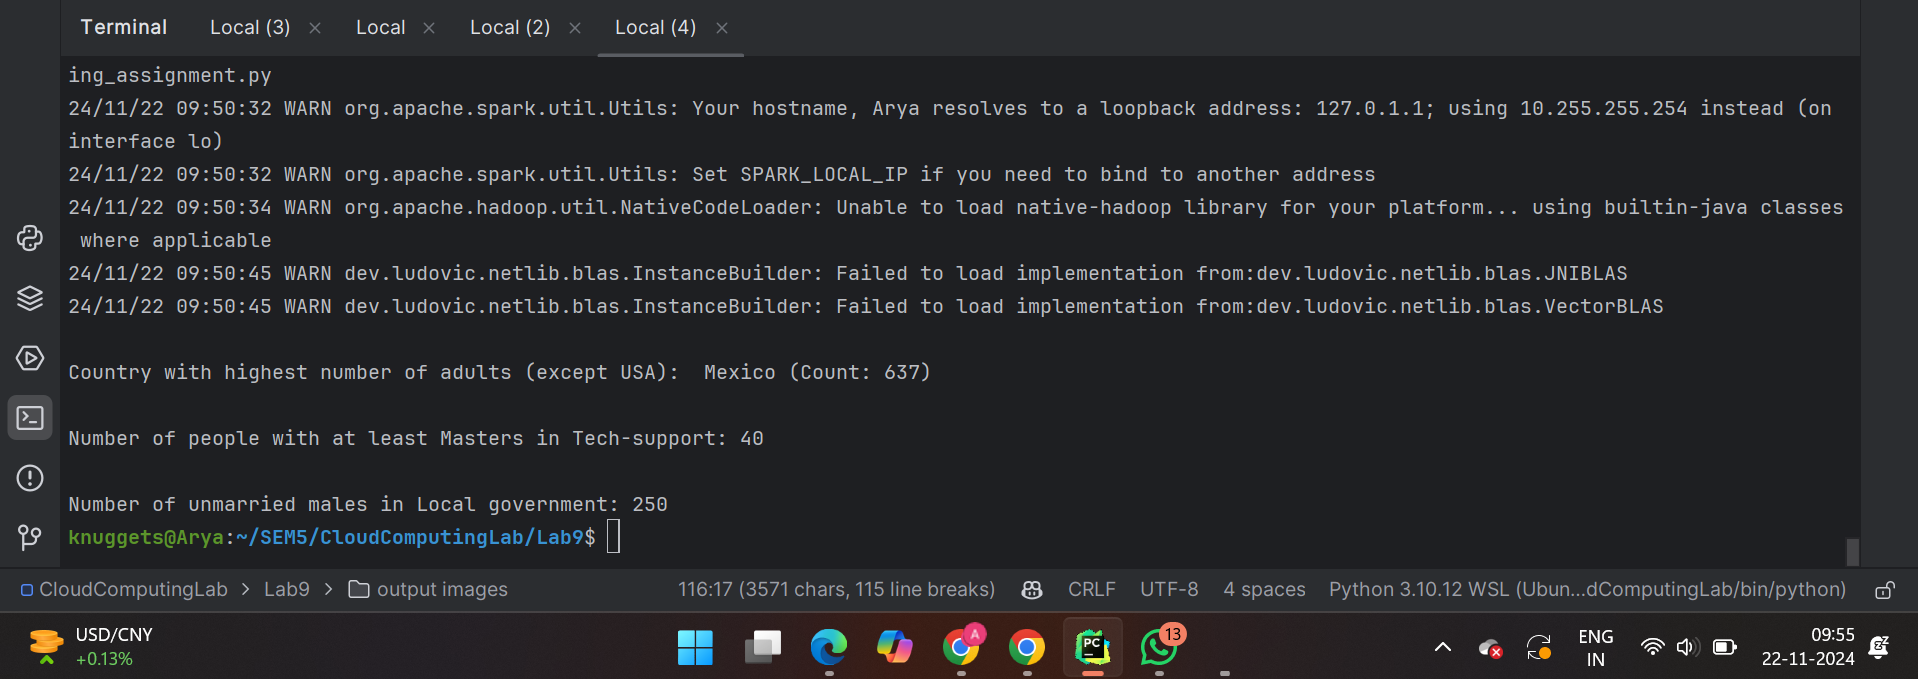 Terminal Local (3) Local Local (2) Local (4)
ing_assignment.py
24/11/22 09:50:32 WARN org.apache.spark.util.Utils: Your hostname, Arya resolves to a loopback address: 127.0.1.1; using 10.255.255.254 instead (on
interface lo)
24/11/22 09:50:32 WARN org.apache.spark.util.Utils: Set SPARK_LOCAL_IP if you need to bind to another address
24/11/22 09:50:34 WARN org.apache.hadoop.util.NativeCodeLoader: Unable to load native-hadoop library for your platform... using builtin-java classes
where applicable
24/11/22 09:50:45 WARN dev.ludovic.netlib.blas.InstanceBuilder: Failed to load implementation from:dev.ludovic.netlib.blas.JNIBLAS
24/11/22 09:50:45 WARN dev.ludovic.netlib.blas.InstanceBuilder: Failed to load implementation from:dev.ludovic.netlib.blas.VectorBLAS
Country with highest number of adults (except USA):  Mexico (Count: 637)
Number of people with at least Masters in Tech-support: 40
Number of unmarried males in Local government: 250
knuggets@Arya:~/SEM5/CloudComputingLab/Lab9$
CloudComputingLab > Lab9 > output images 116:17 (3571 chars, 115 line breaks) CRLF UTF-8 4 spaces Python 3.10.12 WSL (Ubun...dComputingLab/bin/python)
USD/CNY
+0.13%
A
PC
13
ENG
IN
09:55
22-11-2024